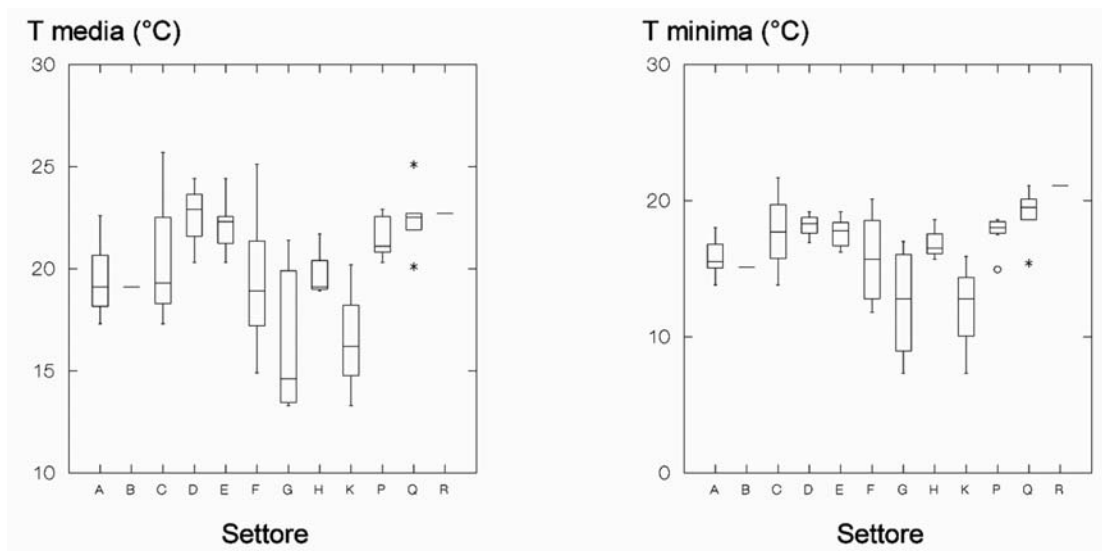 T media (°C)
30
25
20
15
10
A B C D E F G H K P Q R
Settore
T minima (°C)
30
20
10
0
A B C D E F G H K P Q R
Settore